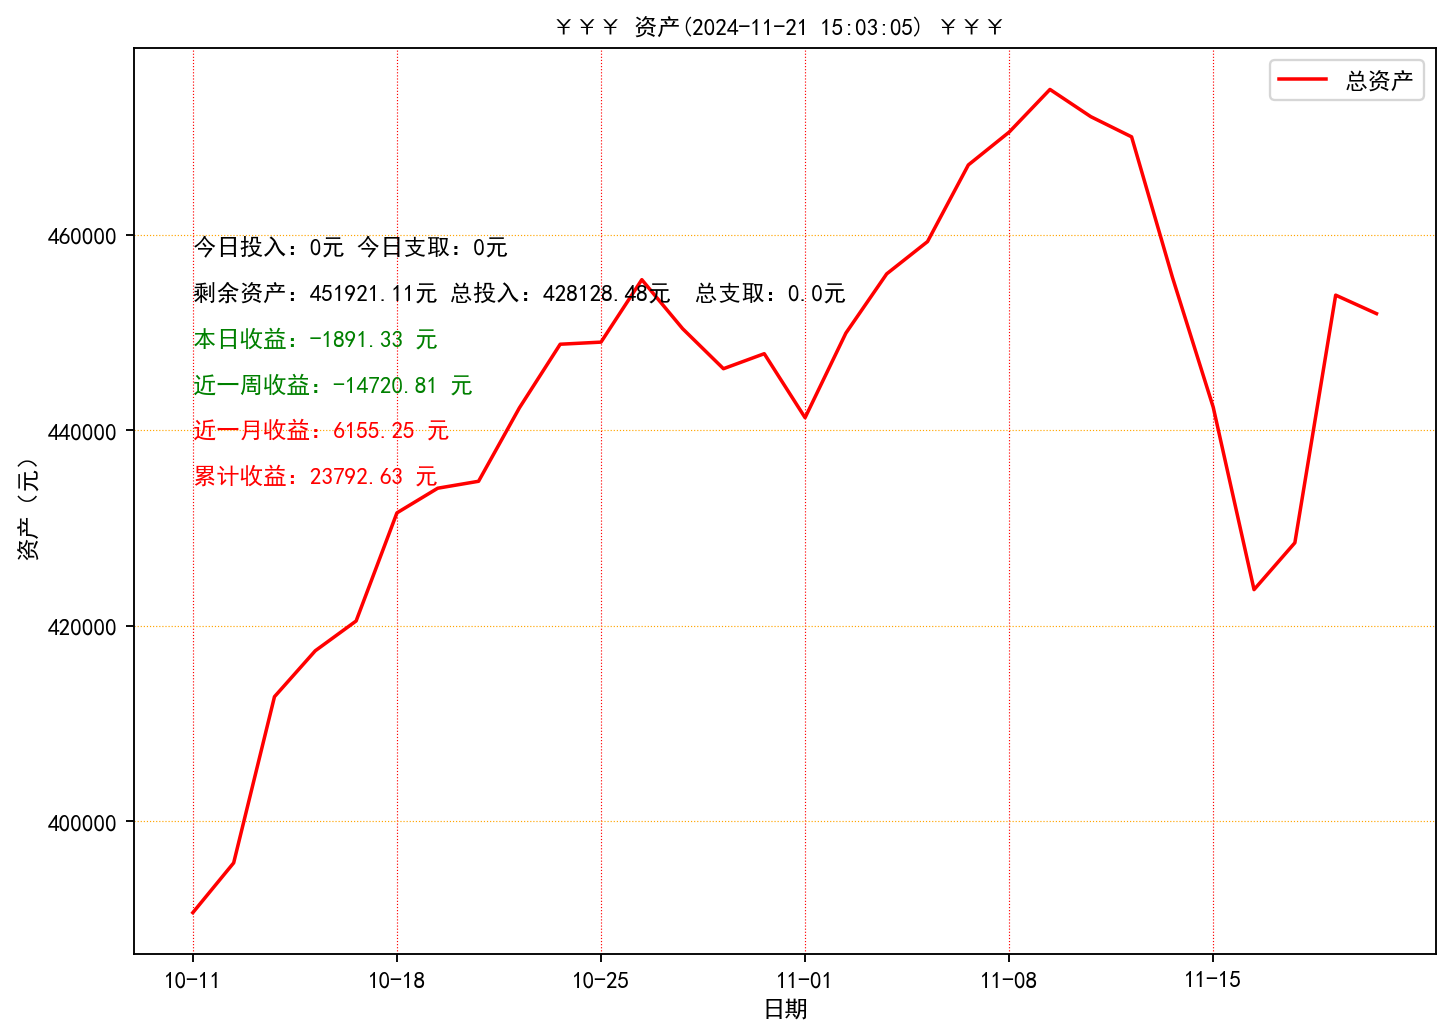 ￥￥￥ 资产(2024-11-21 15:03:05) ￥￥￥
总资产
460000
440000
420000
400000
资产（元）
今日投入：0元 今日支取：0元
剩余资产：451921.11元 总投入：428128.48元  总支取：0.0元
本日收益：-1891.33 元
近一周收益：-14720.81 元
近一月收益：6155.25 元
累计收益：23792.63 元
10-11 10-18 10-25 11-01 11-08 11-15
日期